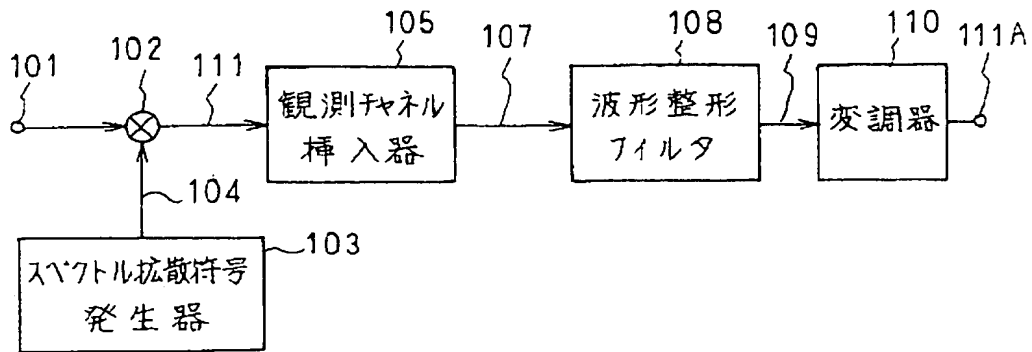 101
102
111
105
107
108
109
110
111A
観測チャネル
挿入器
波形整形
フィルタ
変調器
104
103
スペクトル拡散符号
発生器